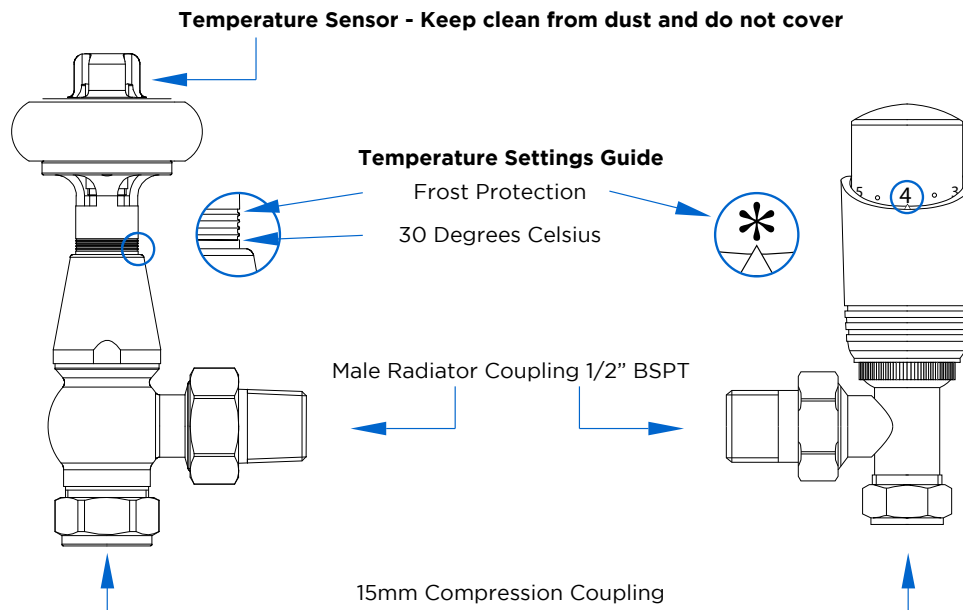 Temperature Sensor - Keep clean from dust and do not cover
Temperature Settings Guide
Frost Protection
30 Degrees Celsius
5 4 3
*
Male Radiator Coupling 1/2” BSPT
15mm Compression Coupling